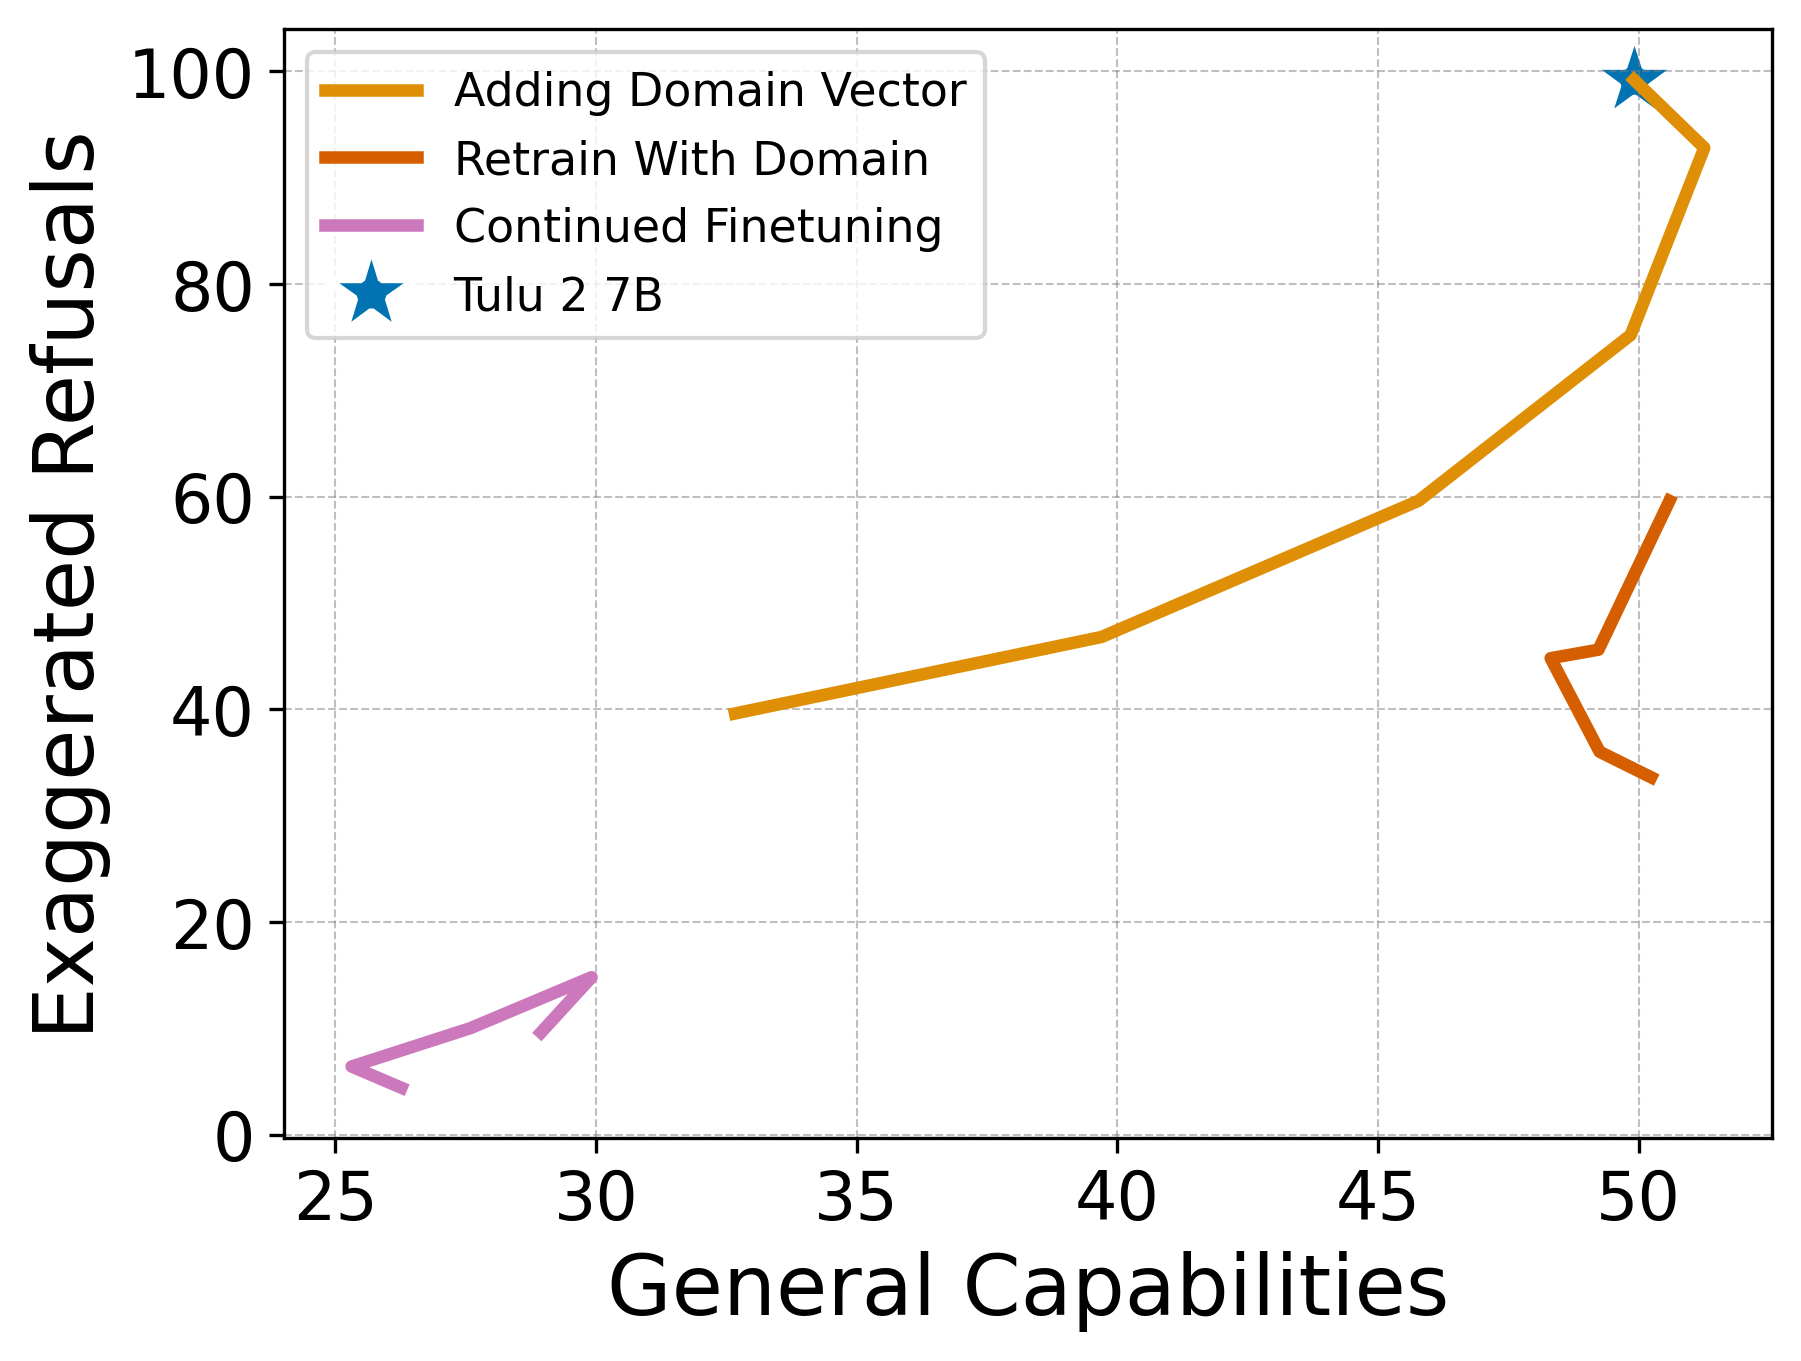 Adding Domain Vector
Retrain With Domain
Continued Finetuning
Tulu 2 7B
Exaggerated Refusals
100
80
60
40
20
0
25 30 35 40 45 50
General Capabilities